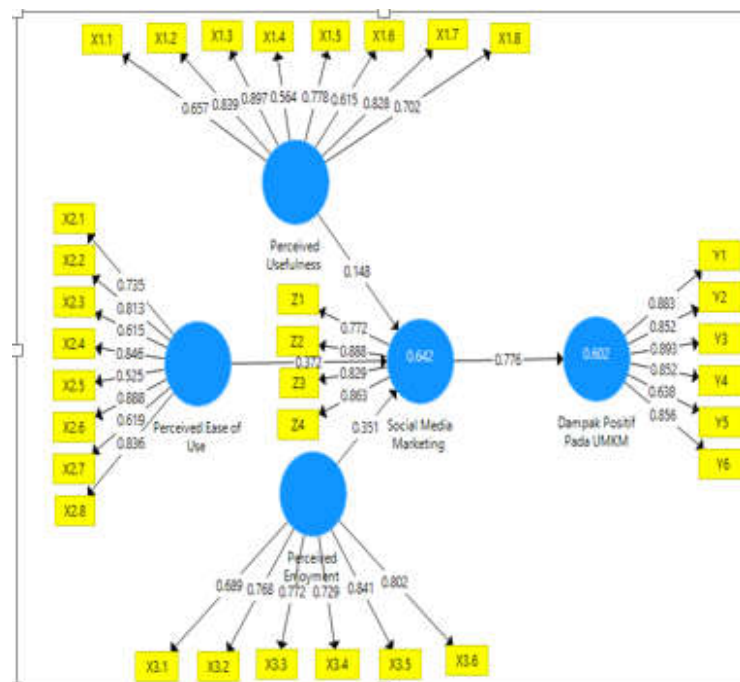 X1.1 X1.2 X1.3 X1.4 X1.5 X1.6 X1.7 X1.8
0.657 0.839 0.897 0.564 0.778 0.615 0.828 0.702
Perceived
Usefulness
0.148
X2.1
X2.2
X2.3
X2.4
X2.5
X2.6
X2.7
X2.8
0.735
0.813
0.615
0.846
0.525
0.888
0.619
0.836
Perceived Ease of
Use
0.372
Z1
Z2
Z3
Z4
0.772
0.888
0.829
0.863
0.642
Social Media
Marketing
0.776
0.602
Dampak Positif
Pada UMKM
Y1
Y2
Y3
Y4
Y5
Y6
0.883
0.852
0.893
0.852
0.638
0.856
0.351
Perceived
Enjoyment
0.689 0.768 0.772 0.729 0.841 0.802
X3.1 X3.2 X3.3 X3.4 X3.5 X3.6